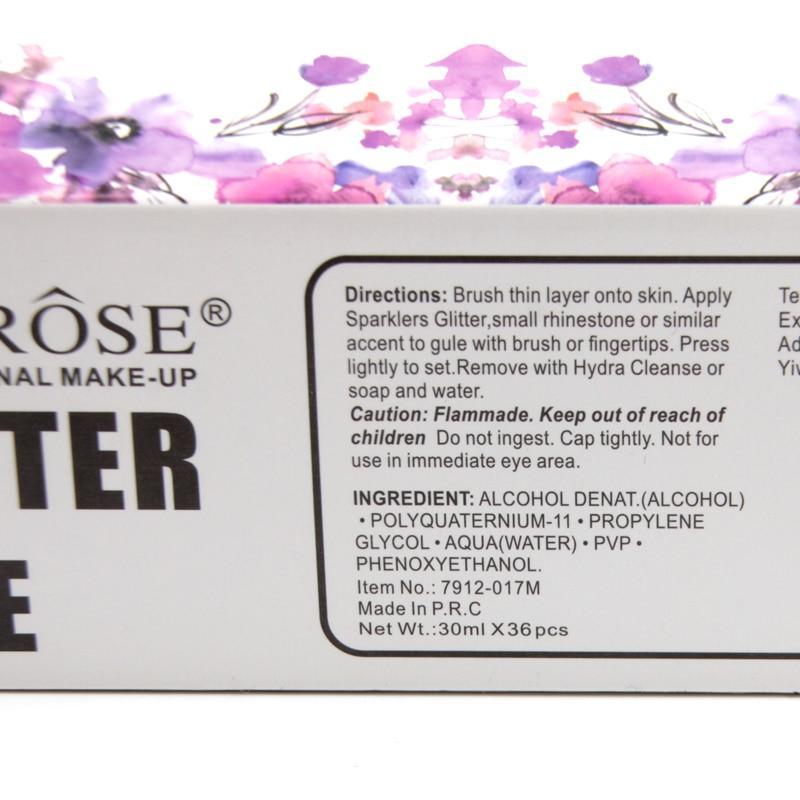 RÔSE®
NAL MAKE-UP
TTER
E
Directions: Brush thin layer onto skin. Apply
Sparklers Glitter,small rhinestone or similar
accent to gule with brush or fingertips. Press
lightly to set.Remove with Hydra Cleanse or
soap and water.
Caution: Flammade. Keep out of reach of
children Do not ingest. Cap tightly. Not for
use in immediate eye area.
INGREDIENT: ALCOHOL DENAT.(ALCOHOL)
• POLYQUATERNIUM-11 • PROPYLENE
GLYCOL • AQUA(WATER) • PVP •
PHENOXYETHANOL.
Item No.: 7912-017M
Made In P.R.C
Net Wt.:30ml X36pcs
Te
Ex
Ad
Yiv